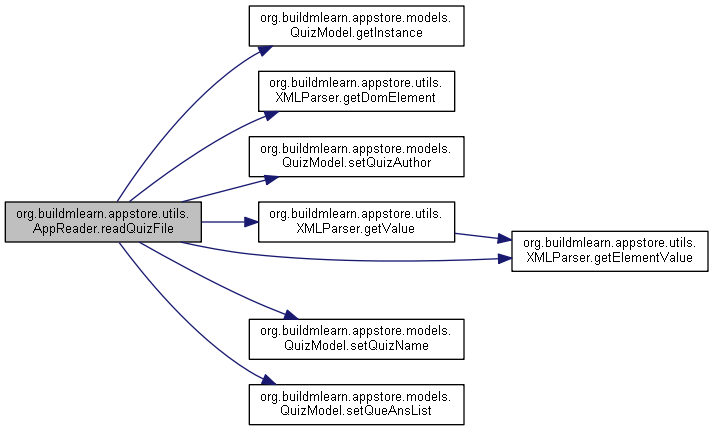 org.buildmlearn.appstore.models.
QuizModel.getInstance
org.buildmlearn.appstore.utils.
XMLParser.getDomElement
org.buildmlearn.appstore.models.
QuizModel.setQuizAuthor
org.buildmlearn.appstore.utils.
AppReader.readQuizFile
org.buildmlearn.appstore.utils.
XMLParser.getValue
org.buildmlearn.appstore.utils.
XMLParser.getElementValue
org.buildmlearn.appstore.models.
QuizModel.setQuizName
org.buildmlearn.appstore.models.
QuizModel.setQueAnsList